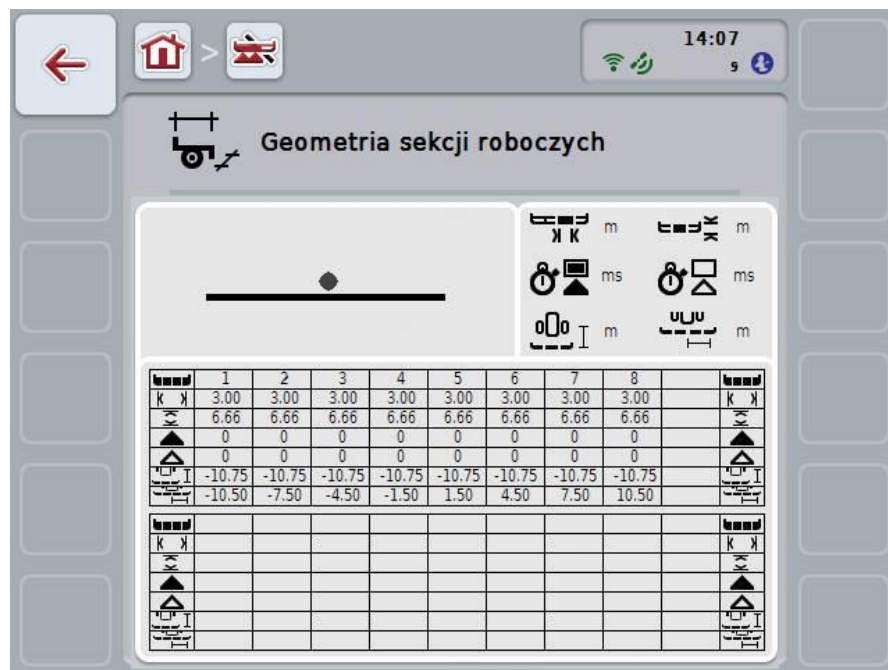 >
14:07
9
Geometria sekcji roboczych
m m
ms ms
m m
1 2 3 4 5 6 7 8
3.00 3.00 3.00 3.00 3.00 3.00 3.00 3.00
6.66 6.66 6.66 6.66 6.66 6.66 6.66 6.66
0 0 0 0 0 0 0 0
0 0 0 0 0 0 0 0
-10.75 -10.75 -10.75 -10.75 -10.75 -10.75 -10.75 -10.75
-10.50 -7.50 -4.50 -1.50 1.50 4.50 7.50 10.50